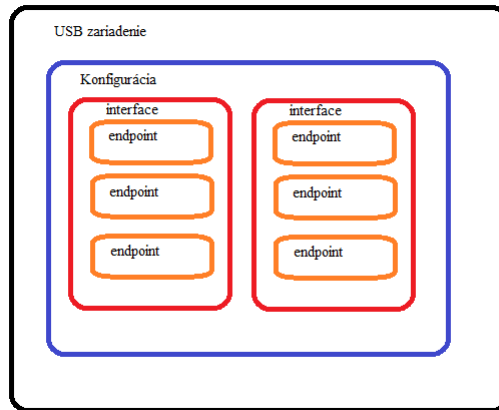 USB zariadenie
Konfigurácia
interface
endpoint
endpoint
endpoint
interface
endpoint
endpoint
endpoint